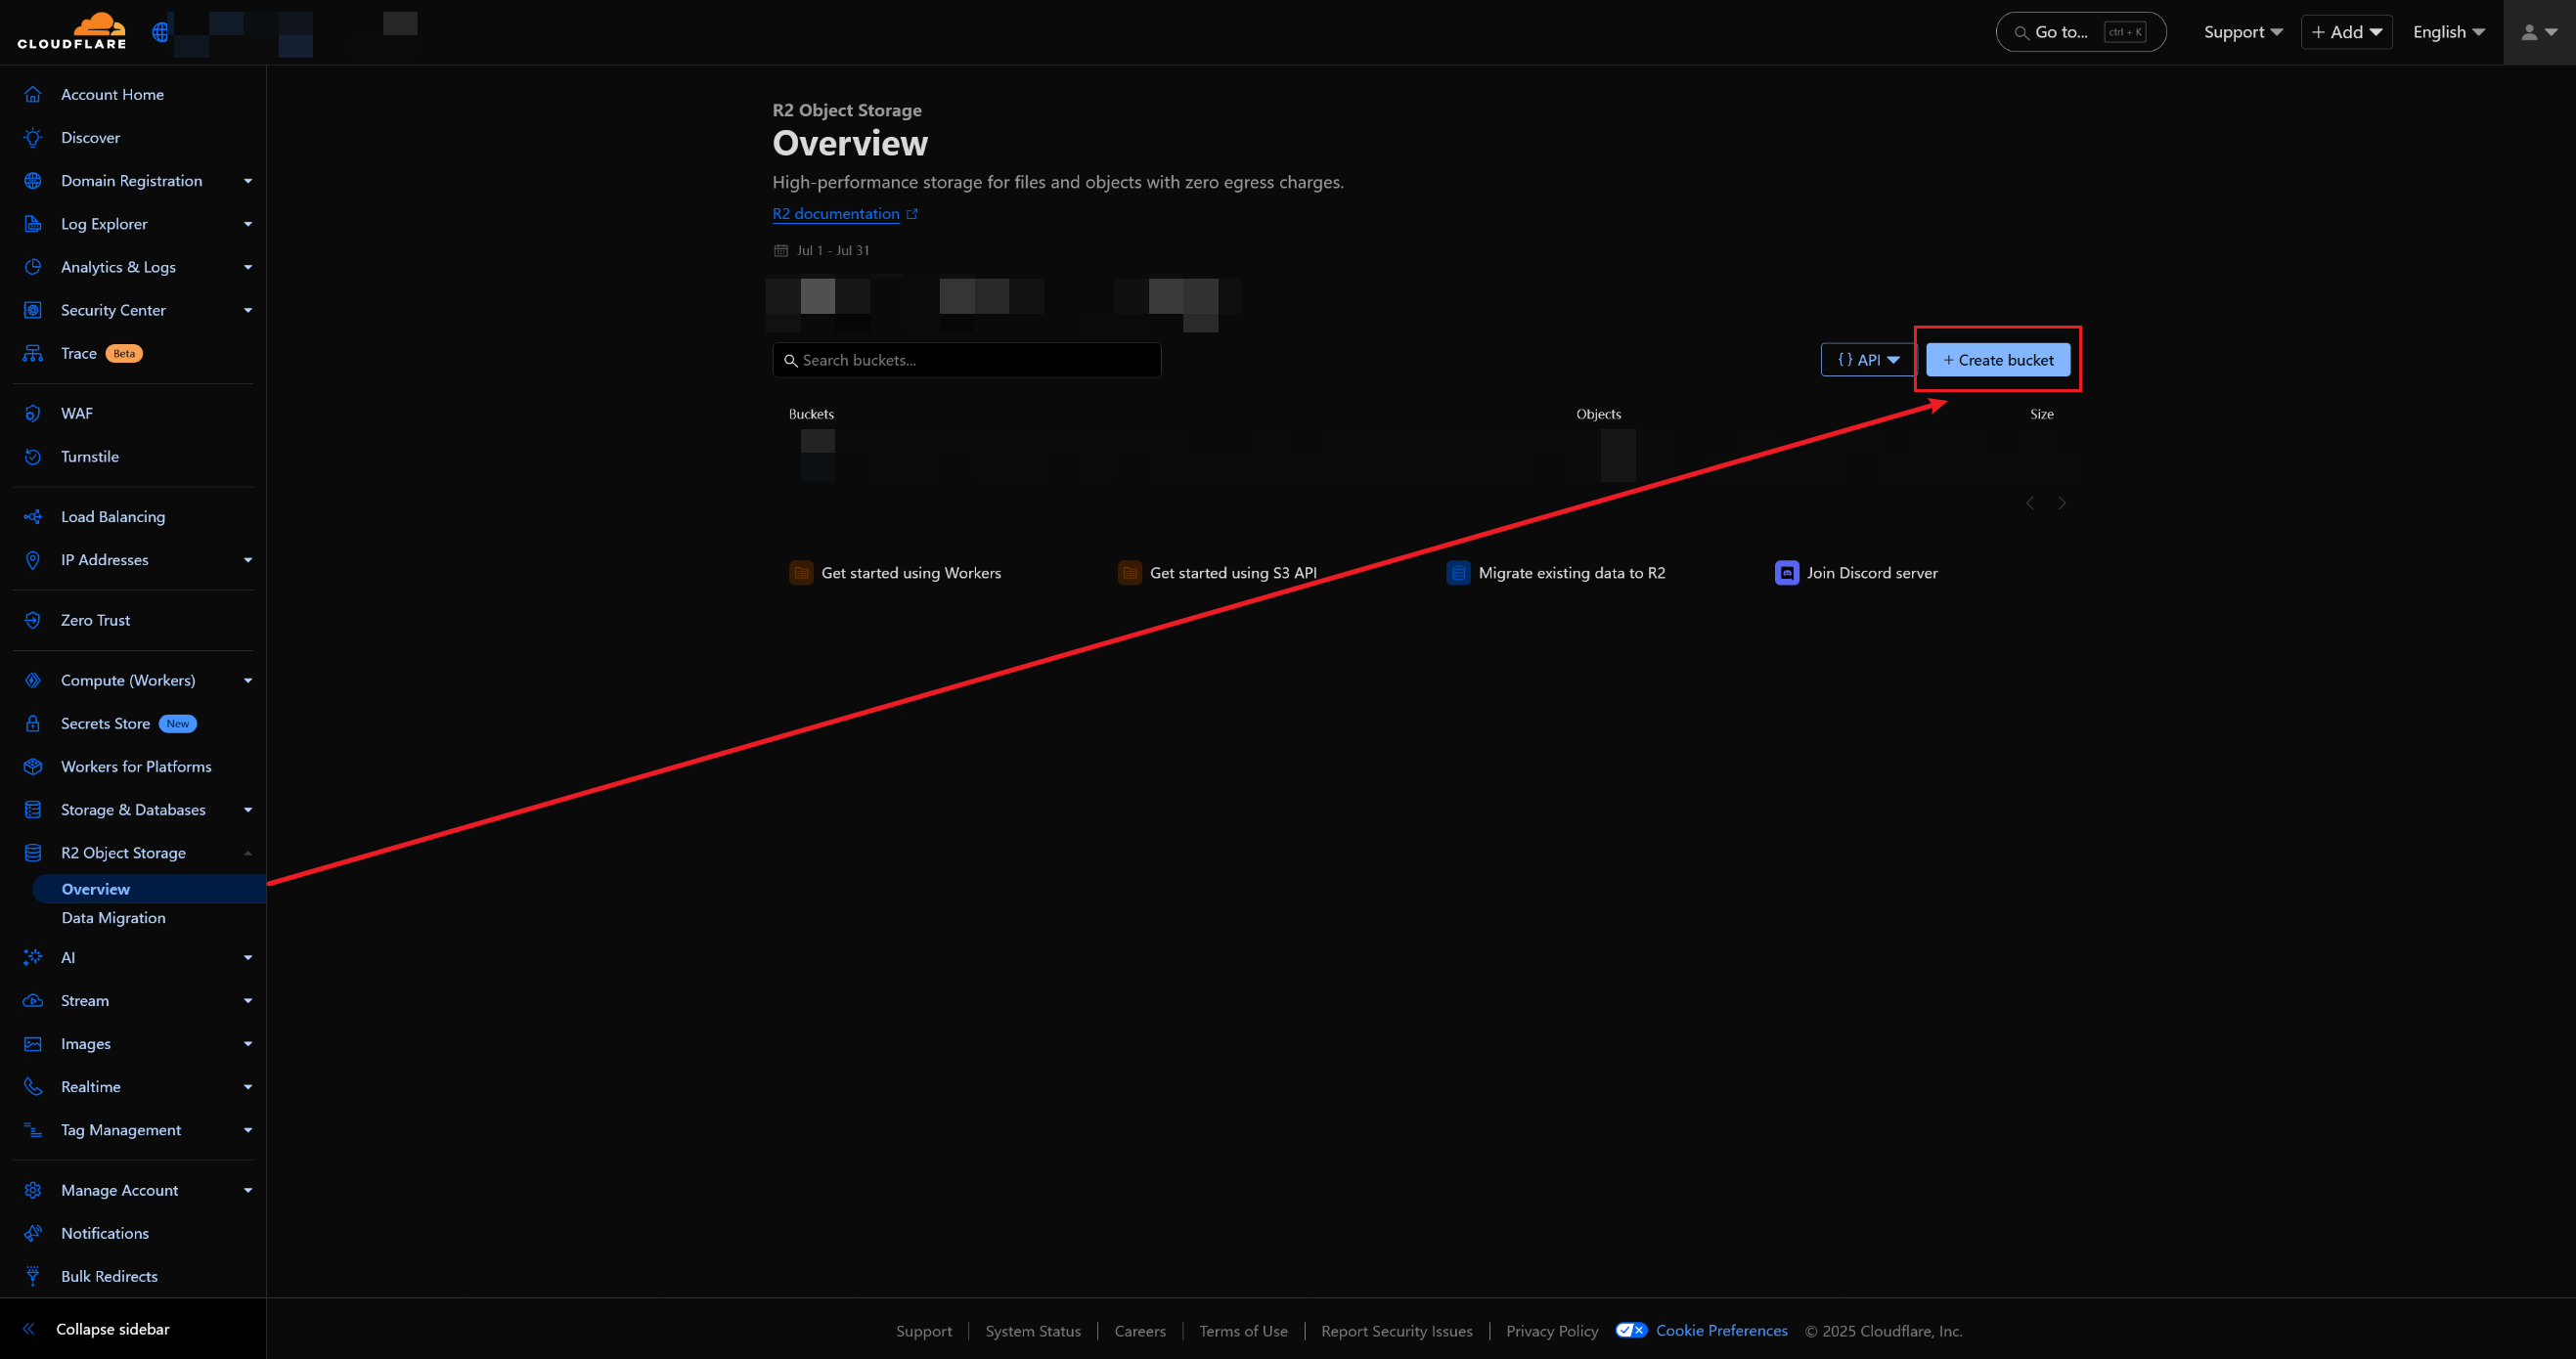 CLOUDFLARE
Go to... ctrl + K
Support
+ Add
English
Account Home
Discover
Domain Registration
Log Explorer
Analytics & Logs
Security Center
Trace Beta
WAF
Turnstile
Load Balancing
IP Addresses
Zero Trust
Compute (Workers)
Secrets Store New
Workers for Platforms
Storage & Databases
R2 Object Storage
Overview
Data Migration
AI
Stream
Images
Realtime
Tag Management
Manage Account
Notifications
Bulk Redirects
Collapse sidebar
R2 Object Storage
Overview
High-performance storage for files and objects with zero egress charges.
R2 documentation
Jul 1 - Jul 31
Search buckets...
{ } API
+ Create bucket
Buckets Objects Size
Get started using Workers
Get started using S3 API
Migrate existing data to R2
Join Discord server
Support System Status Careers Terms of Use Report Security Issues Privacy Policy Cookie Preferences © 2025 Cloudflare, Inc.